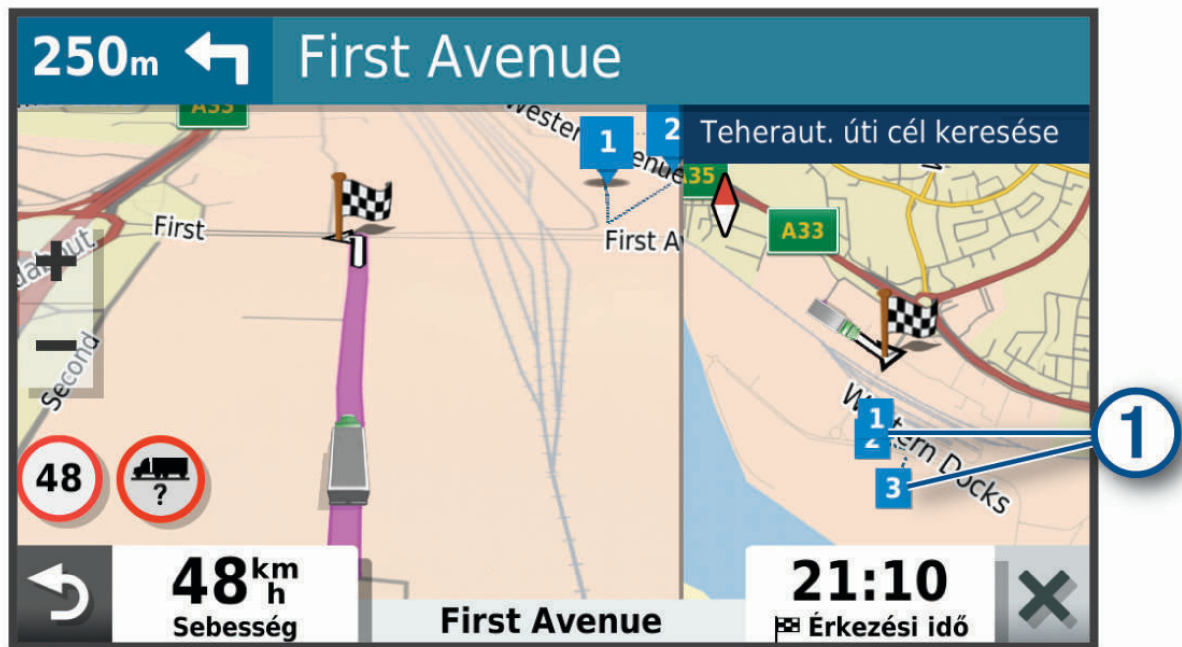 250m First Avenue
A33
Western Avenue
1
2
Teheraut. úti cél keresése
A35
A33
First
First A
Second
Western Docks
1
2
3
1
48
?
48 km
h
Sebesség
First Avenue
21:10
Érkezési idő